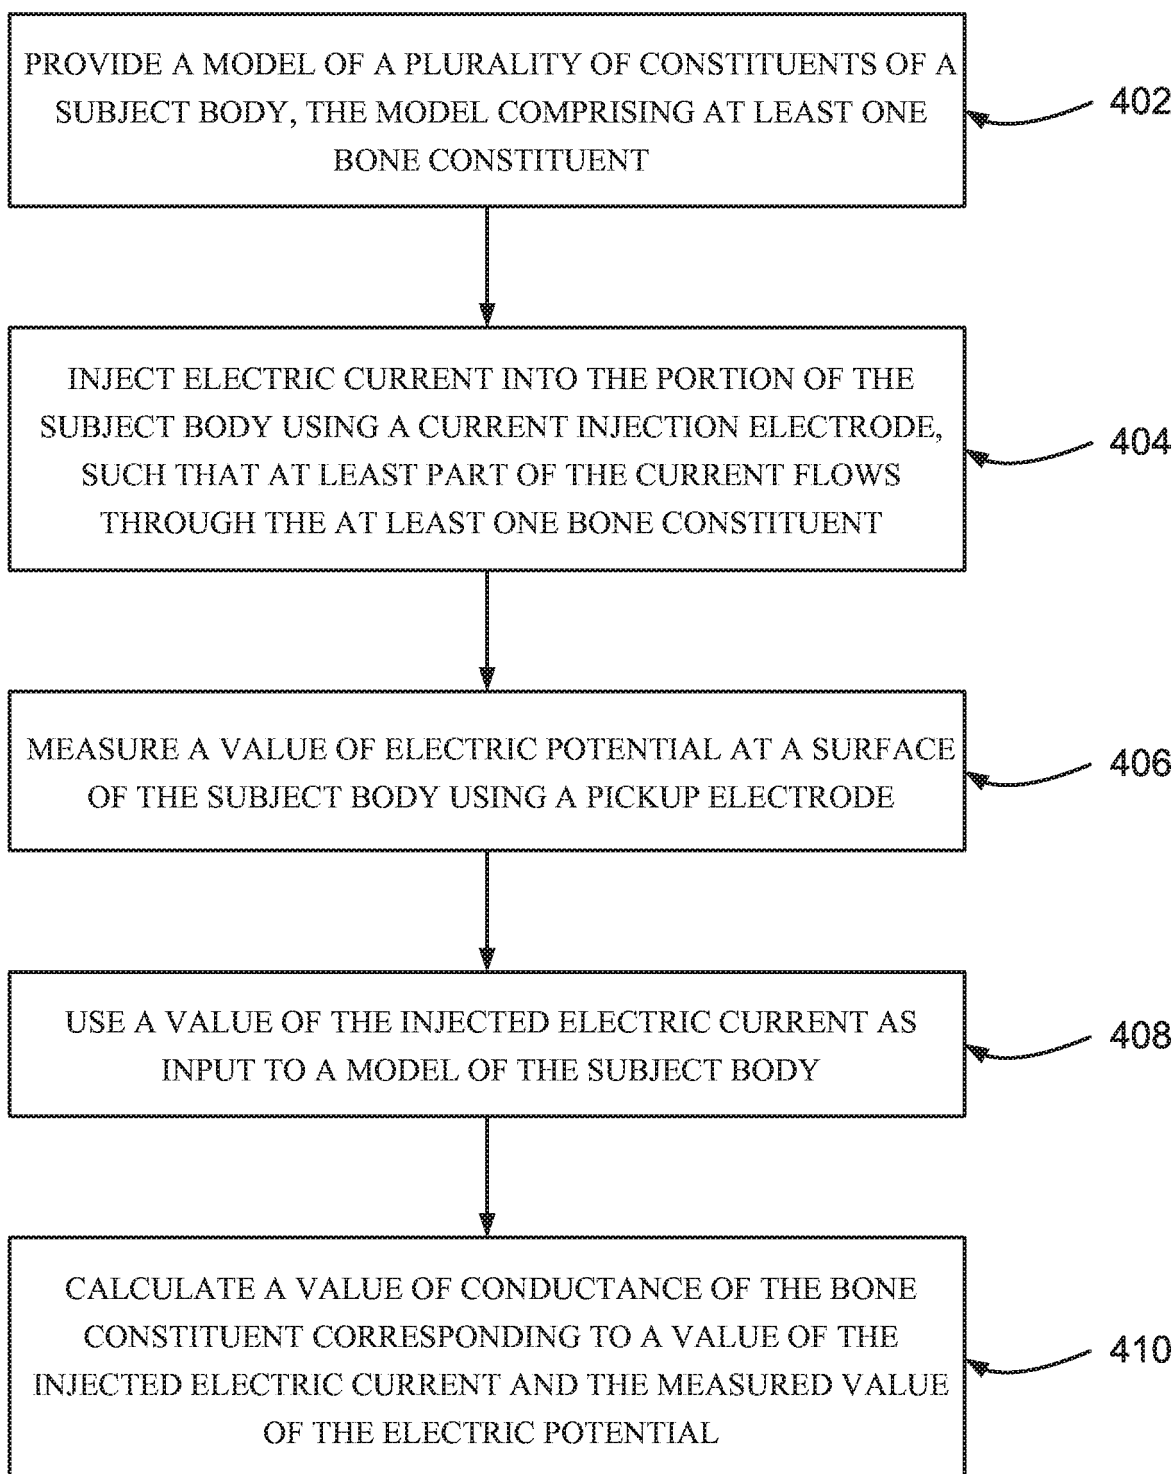 PROVIDE A MODEL OF A PLURALITY OF CONSTITUENTS OF A
SUBJECT BODY, THE MODEL COMPRISING AT LEAST ONE
BONE CONSTITUENT
402
INJECT ELECTRIC CURRENT INTO THE PORTION OF THE
SUBJECT BODY USING A CURRENT INJECTION ELECTRODE,
SUCH THAT AT LEAST PART OF THE CURRENT FLOWS
THROUGH THE AT LEAST ONE BONE CONSTITUENT
404
MEASURE A VALUE OF ELECTRIC POTENTIAL AT A SURFACE
OF THE SUBJECT BODY USING A PICKUP ELECTRODE
406
USE A VALUE OF THE INJECTED ELECTRIC CURRENT AS
INPUT TO A MODEL OF THE SUBJECT BODY
408
CALCULATE A VALUE OF CONDUCTANCE OF THE BONE
CONSTITUENT CORRESPONDING TO A VALUE OF THE
INJECTED ELECTRIC CURRENT AND THE MEASURED VALUE
OF THE ELECTRIC POTENTIAL
410